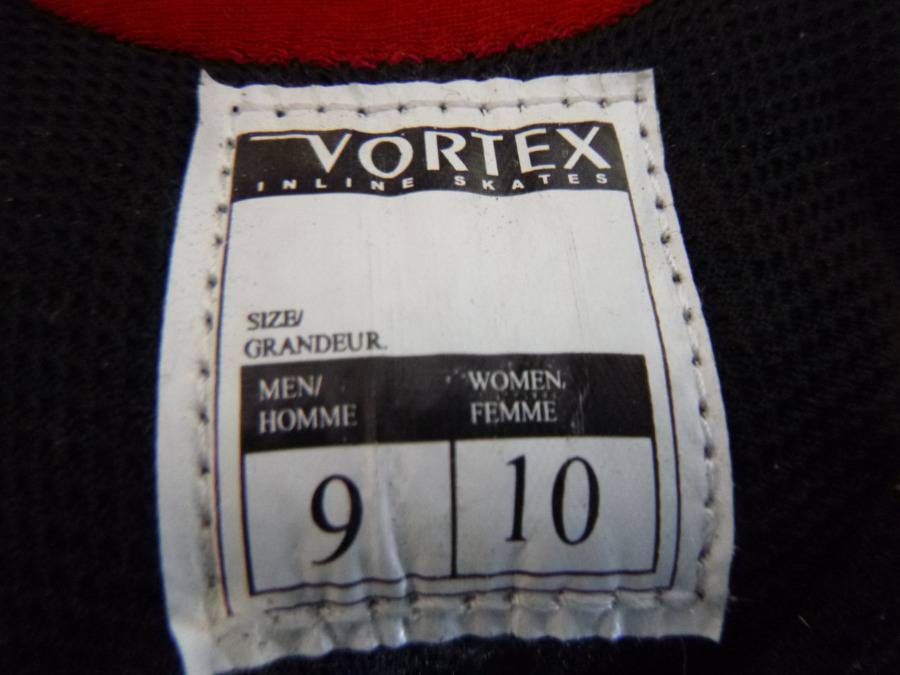 VORTEX
INLINE SKATES
SIZE/
GRANDEUR.
MEN/
HOMME
WOMEN,
FEMME
9
10